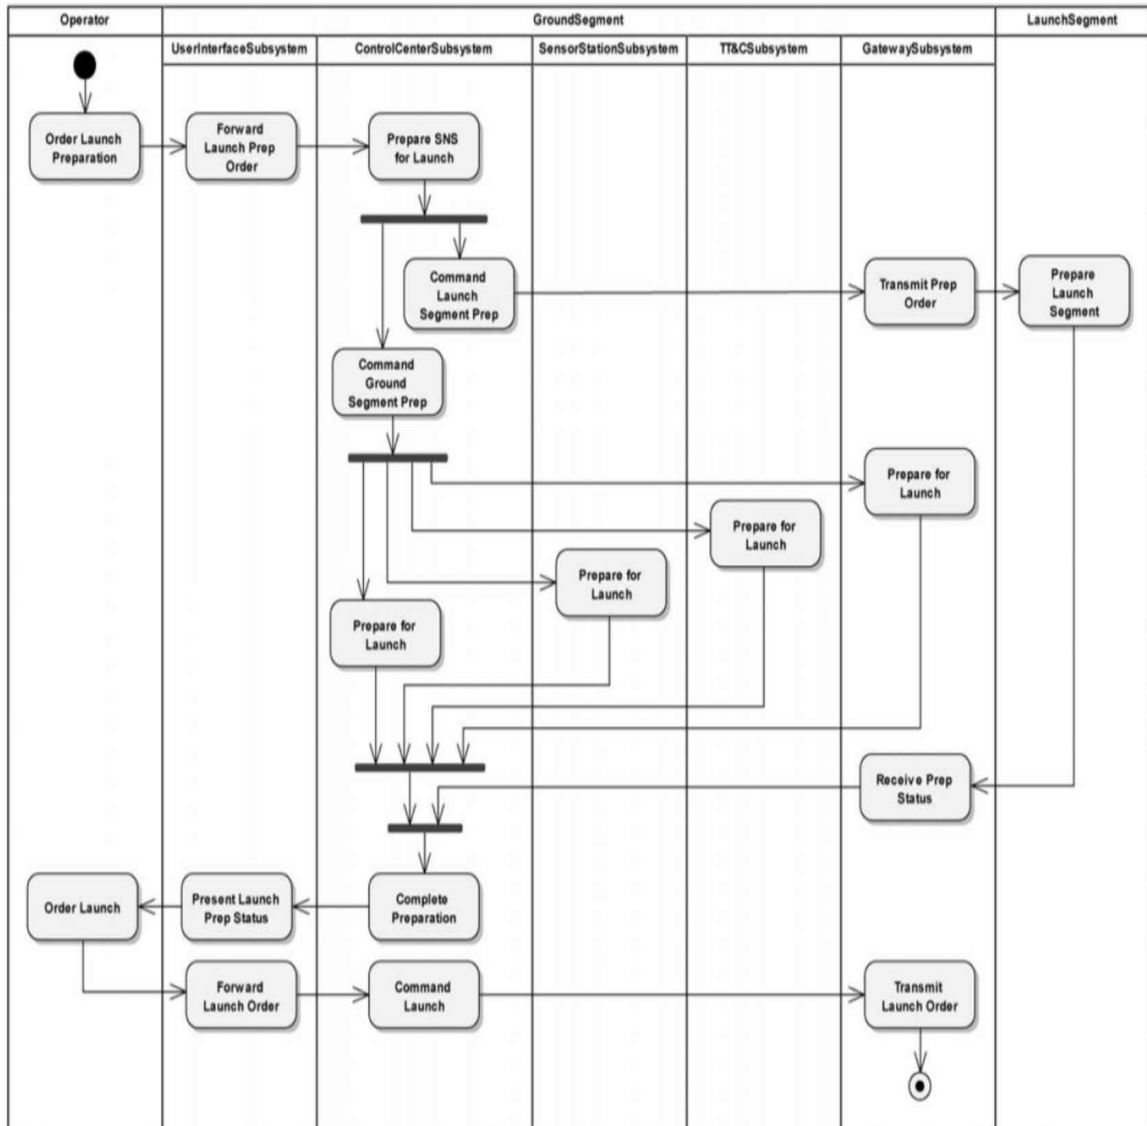 Operator
GroundSegment
LaunchSegment
UserInterfaceSubsystem
ControlCenterSubsystem
SensorStationSubsystem
TT&CSubsystem
GatewaySubsystem
Order Launch
Preparation
Forward
Launch Prep
Order
Prepare SNS
for Launch
Command
Launch
Segment Prep
Transmit Prep
Order
Prepare
Launch
Segment
Command
Ground
Segment Prep
Prepare for
Launch
Prepare for
Launch
Prepare for
Launch
Prepare for
Launch
Receive Prep
Status
Order Launch
Present Launch
Prep Status
Complete
Preparation
Forward
Launch Order
Command
Launch
Transmit
Launch Order